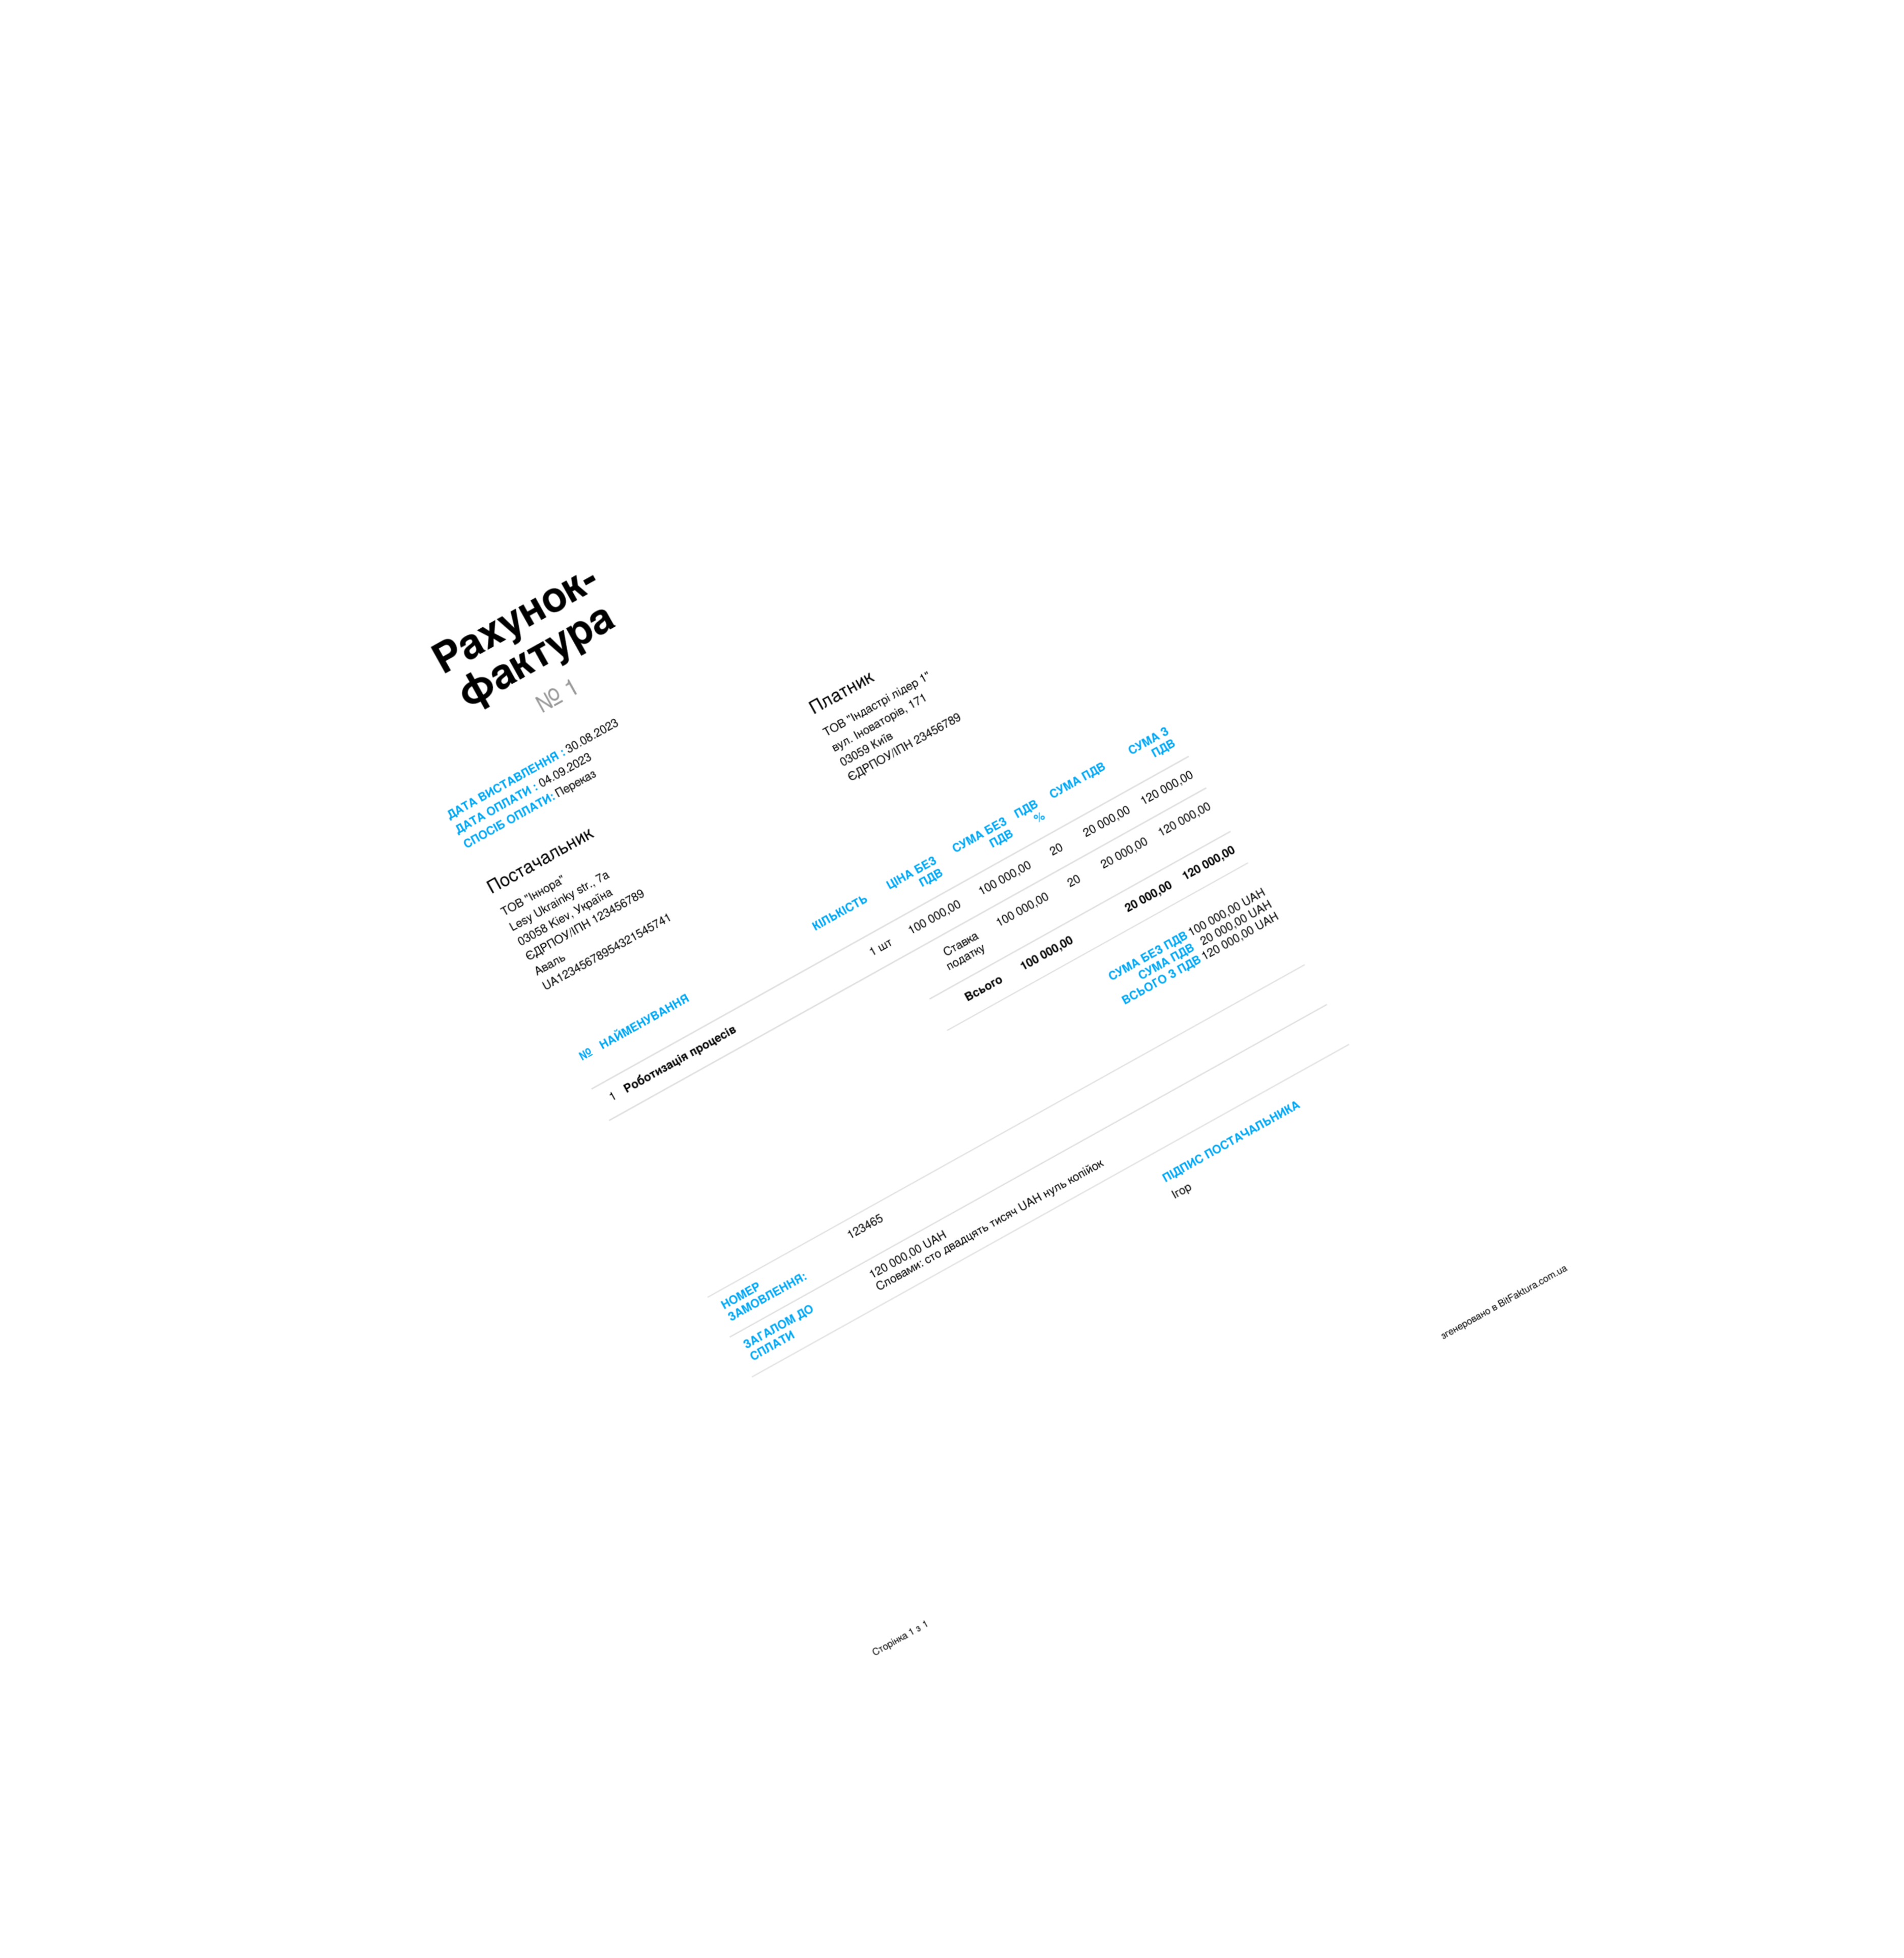 Рахунок-
фактура
№ 1
ДАТА ВИСТАВЛЕННЯ : 30.08.2023
ДАТА ОПЛАТИ : 04.09.2023
СПОСІБ ОПЛАТИ: Переказ
Постачальник
ТОВ "Іннора"
Lesy Ukrainky str., 7a
03058 Kiev, Україна
ЄДРПОУ/ІПН 123456789
Аваль
UA1234567895432​1545741
Платник
ТОВ "Індастрі лідер 1"
вул. Іноваторів, 171
03059 Київ
ЄДРПОУ/ІПН 23456789
№ НАЙМЕНУВАННЯ КІЛЬКІСТЬ ЦІНА БЕЗ ПДВ СУМА БЕЗ ПДВ ПДВ % СУМА ПДВ СУМА З ПДВ
1 Роботизація процесів 1 шт 100 000,00 100 000,00 20 20 000,00 120 000,00
Ставка податку 100 000,00 20 20 000,00 120 000,00
Всього 100 000,00 20 000,00 120 000,00
СУМА БЕЗ ПДВ 100 000,00 UAH
СУМА ПДВ 20 000,00 UAH
ВСЬОГО З ПДВ 120 000,00 UAH
НОМЕР
ЗАМОВЛЕННЯ: 123465
ЗАГАЛОМ ДО
СПЛАТИ
120 000,00 UAH
Словами: сто двадцять тисяч UAH нуль копійок
ПІДПИС ПОСТАЧАЛЬНИКА
Ігор
згенеровано в BitFaktura.com.ua
Сторінка 1 з 1